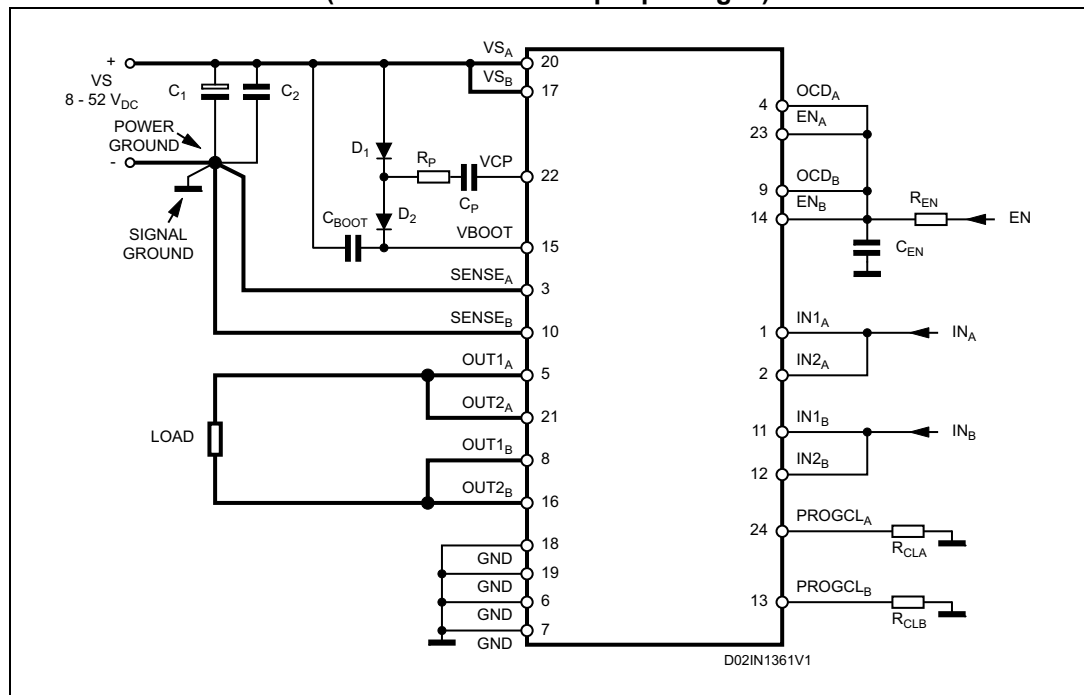 VSA
20
+
VS
8 - 52 VDC
C1
C2
VSB
17
POWER
GROUND
-
D1
RP
VCP
22
CP
SIGNAL
GROUND
CBOOT
D2
VBOOT
15
SENSEA
3
SENSEB
10
OUT1A
5
OUT2A
21
LOAD
OUT1B
8
OUT2B
16
18
GND
19
GND
6
GND
7
GND
4
OCDA
23
ENA
9
OCDB
14
ENB
REN
EN
CEN
1
IN1A
INA
2
IN2A
11
IN1B
INB
12
IN2B
24
PROGCLA
RCLA
13
PROGCLB
RCLB
D02IN1361V1